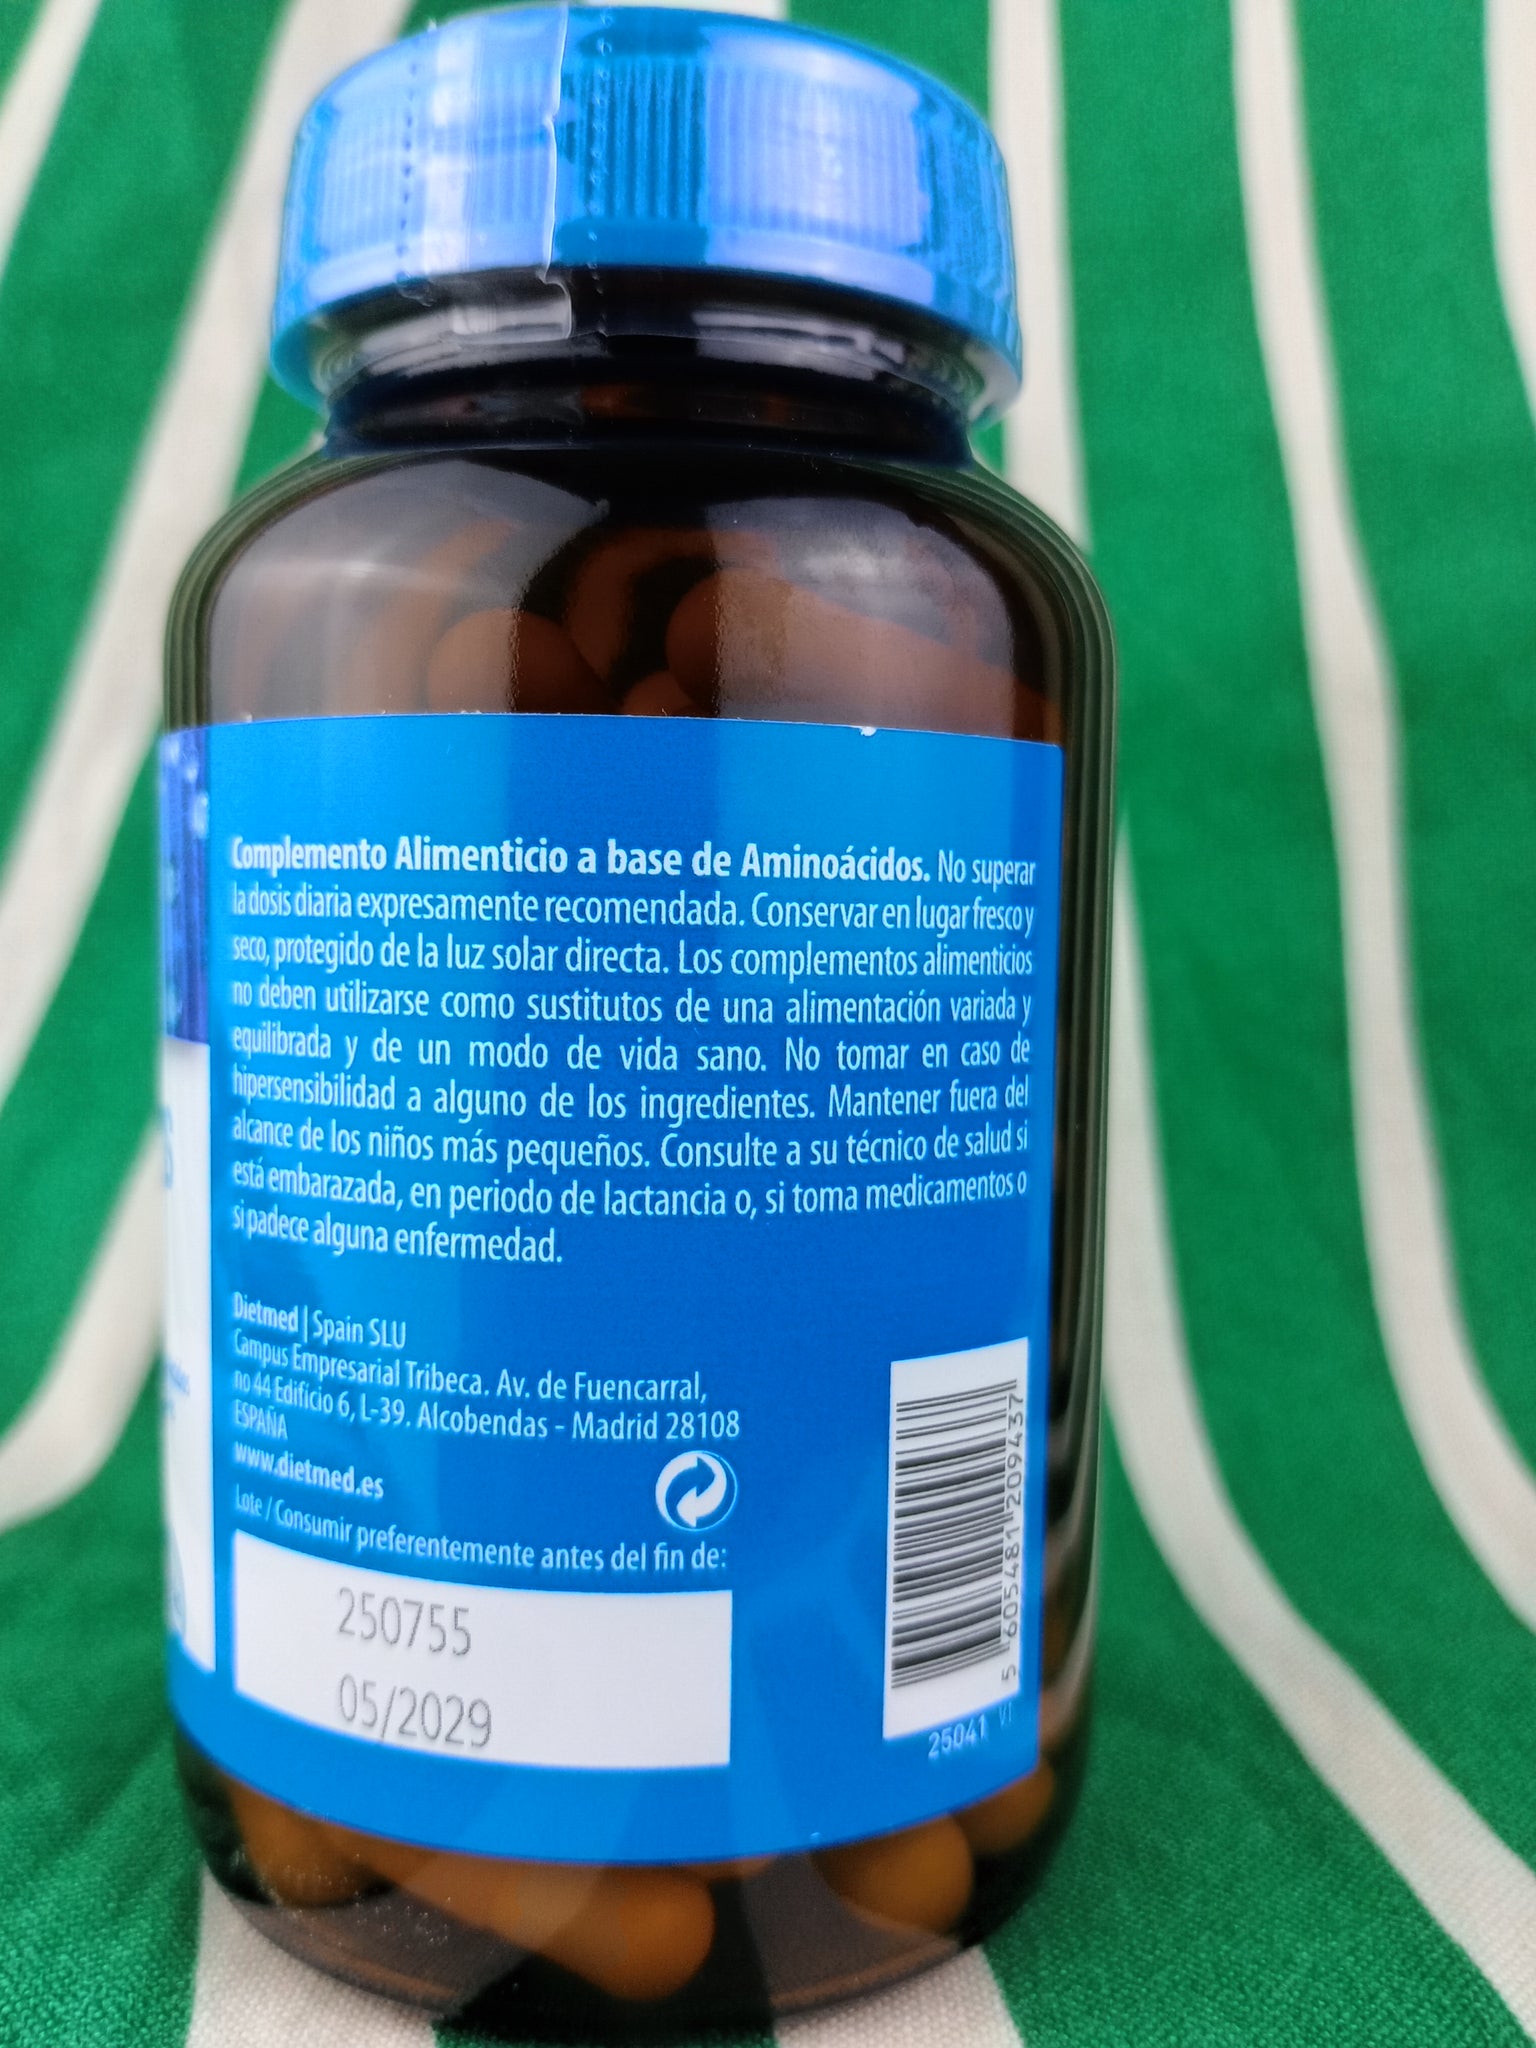 Complemento Alimenticio a base de Aminoácidos. No superar
la dosis diaria expresamente recomendada. Conservar en lugar fresco y
seco, protegido de la luz solar directa. Los complementos alimenticios
no deben utilizarse como sustitutos de una alimentación variada y
equilibrada y de un modo de vida sano. No tomar en caso de
hipersensibilidad a alguno de los ingredientes. Mantener fuera del
alcance de los niños más pequeños. Consulte a su técnico de salud si
está embarazada, en periodo de lactancia o, si toma medicamentos o
si padece alguna enfermedad.
Dietmed | Spain SLU
Campus Empresarial Tribeca. Av. de Fuencarral,
no 44 Edificio 6, L-39. Alcobendas - Madrid 28108
ESPAÑA
www.dietmed.es
Lote / Consumir preferentemente antes del fin de:
250755
05/2029
5 605481 209437
25041 V1